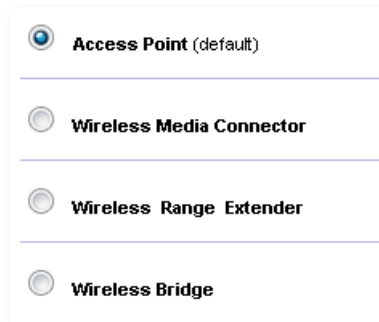 Access Point (default)
Wireless Media Connector
Wireless Range Extender
Wireless Bridge